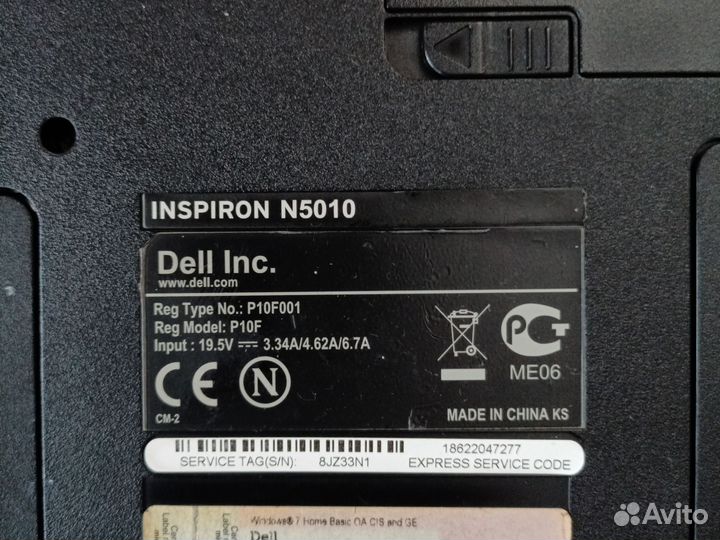 INSPIRON N5010
Dell Inc.
www.dell.com
Reg Type No.: P10F001
Reg Model: P10F
Input : 19.5V 3.34A/4.62A/6.7A
CE N
CM-2
PG
ME06
MADE IN CHINA KS
18622047277
SERVICE TAG(S/N): 8JZ33N1 EXPRESS SERVICE CODE
Windows® 7 Home Basic OA CIS and GE
Dell
Avito